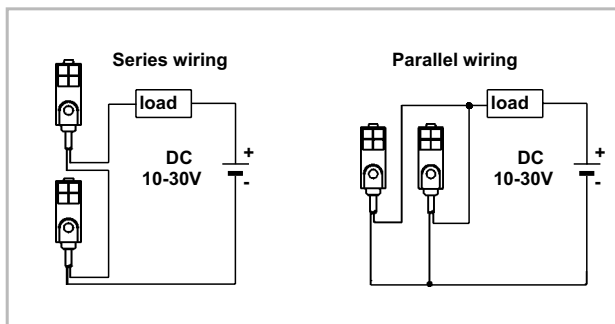 Series wiring
load
DC
10-30V
+
-
Parallel wiring
load
DC
10-30V
+
-